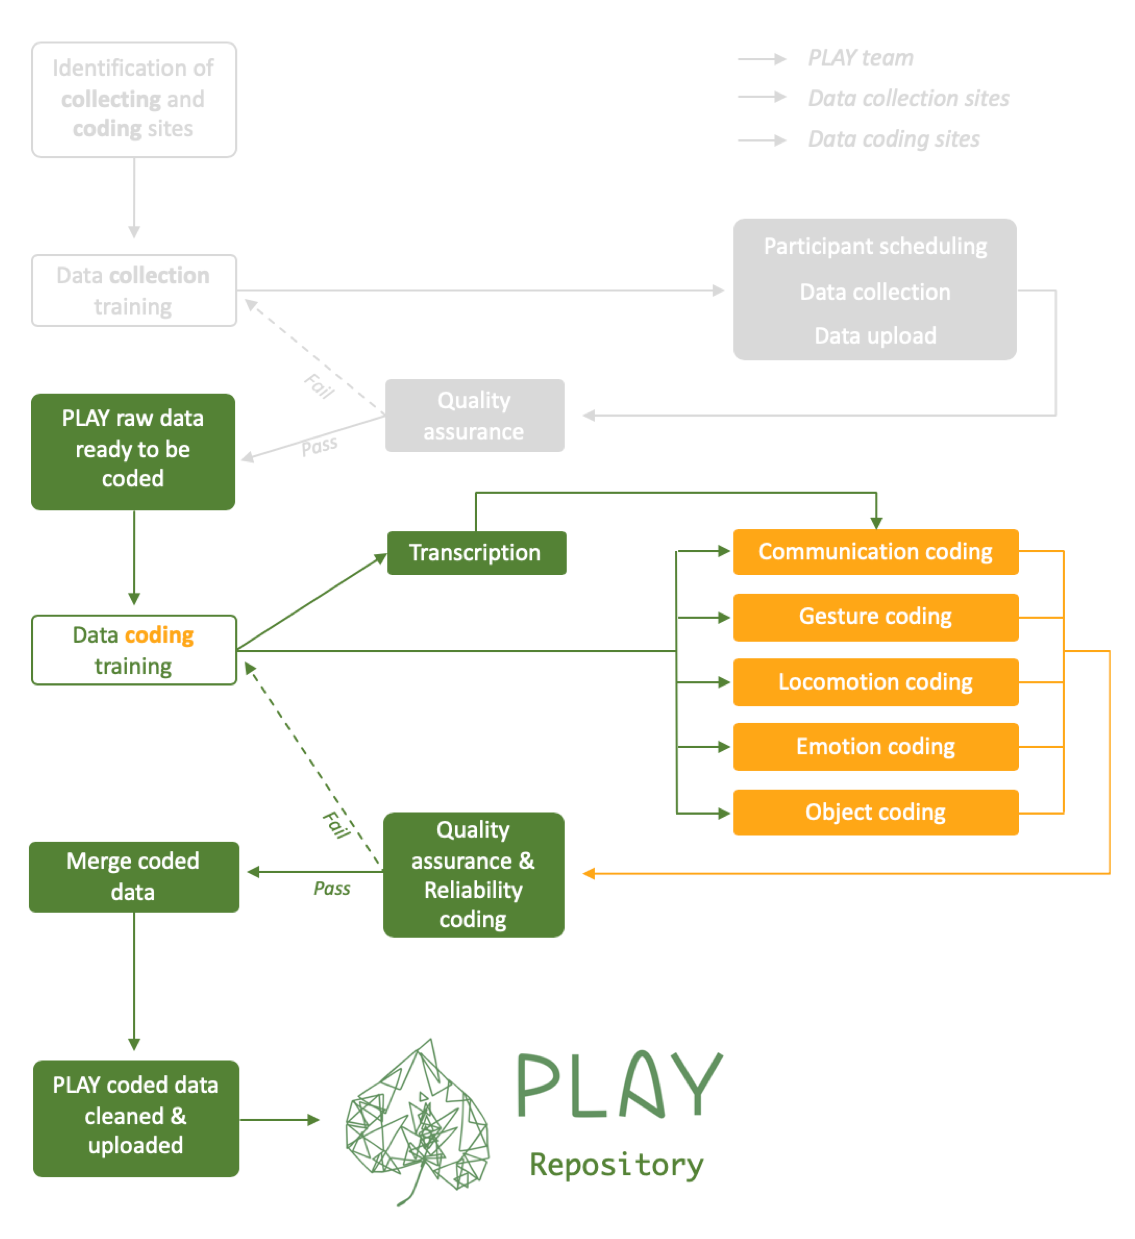 Identification of
collecting and
coding sites
PLAY team
Data collection sites
Data coding sites
Data collection
training
Participant scheduling
Data collection
Data upload
Fail
Pass
Quality
assurance
PLAY raw data
ready to be
coded
Transcription
Communication coding
Gesture coding
Locomotion coding
Emotion coding
Object coding
Data coding
training
Fail
Pass
Quality
assurance &
Reliability
coding
Merge coded
data
PLAY coded data
cleaned &
uploaded
PLAY
Repository